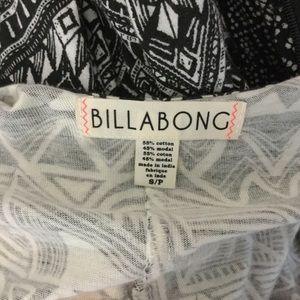 BILLABONG
55% cotton
45% modal
55% coton
45% modal
made in india
fabriqué
en inde
S/P